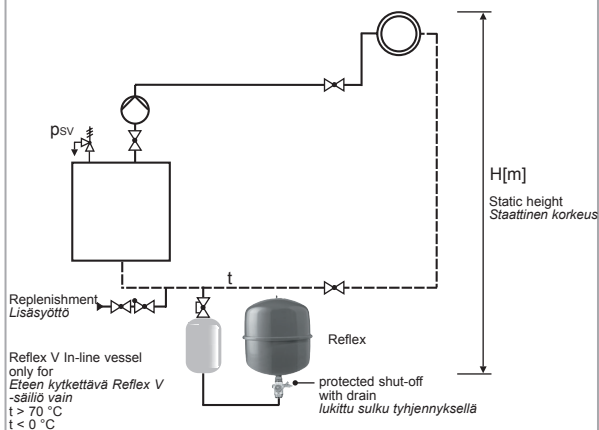 pSV
H[m]
Static height
Staattinen korkeus
t
Replenishment
Lisäsyöttö
Reflex
Reflex V In-line vessel
only for
Eteen kytkettävä Reflex V
-säiliö vain
t > 70 °C
t < 0 °C
protected shut-off
with drain
lukittu sulku tyhjennyksellä